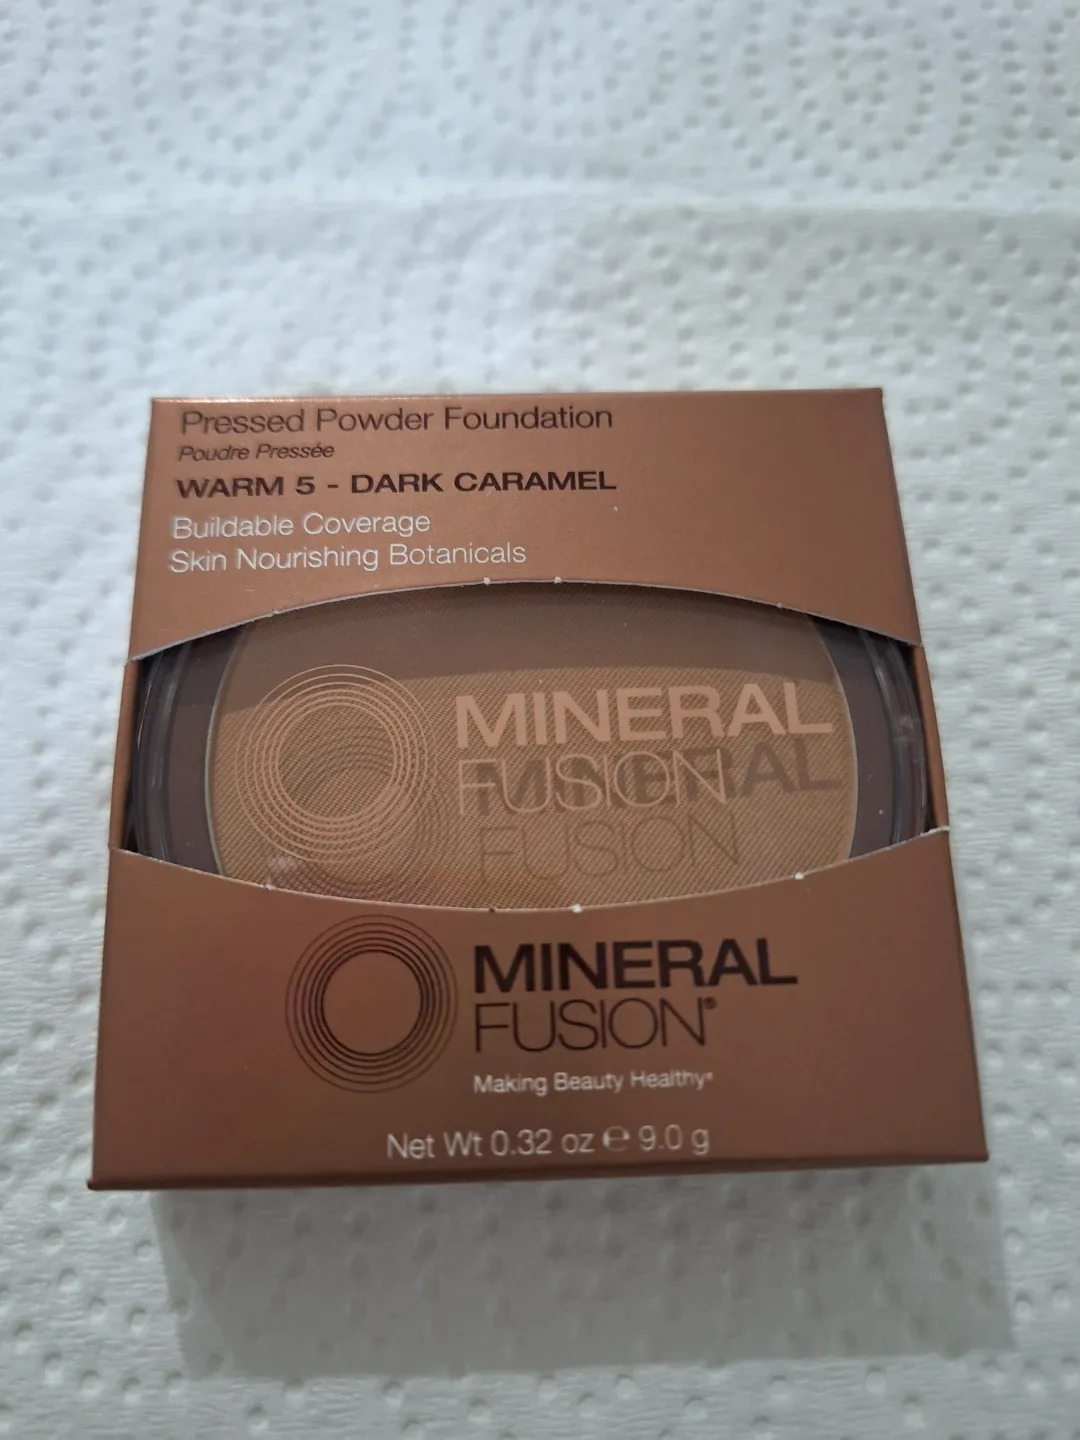 Pressed Powder Foundation
Poudre Pressée
WARM 5 - DARK CARAMEL
Buildable Coverage
Skin Nourishing Botanicals
MINERAL
FUSION
MINERAL
FUSION®
Making Beauty Healthy®
Net Wt 0.32 oz ℮ 9.0 g